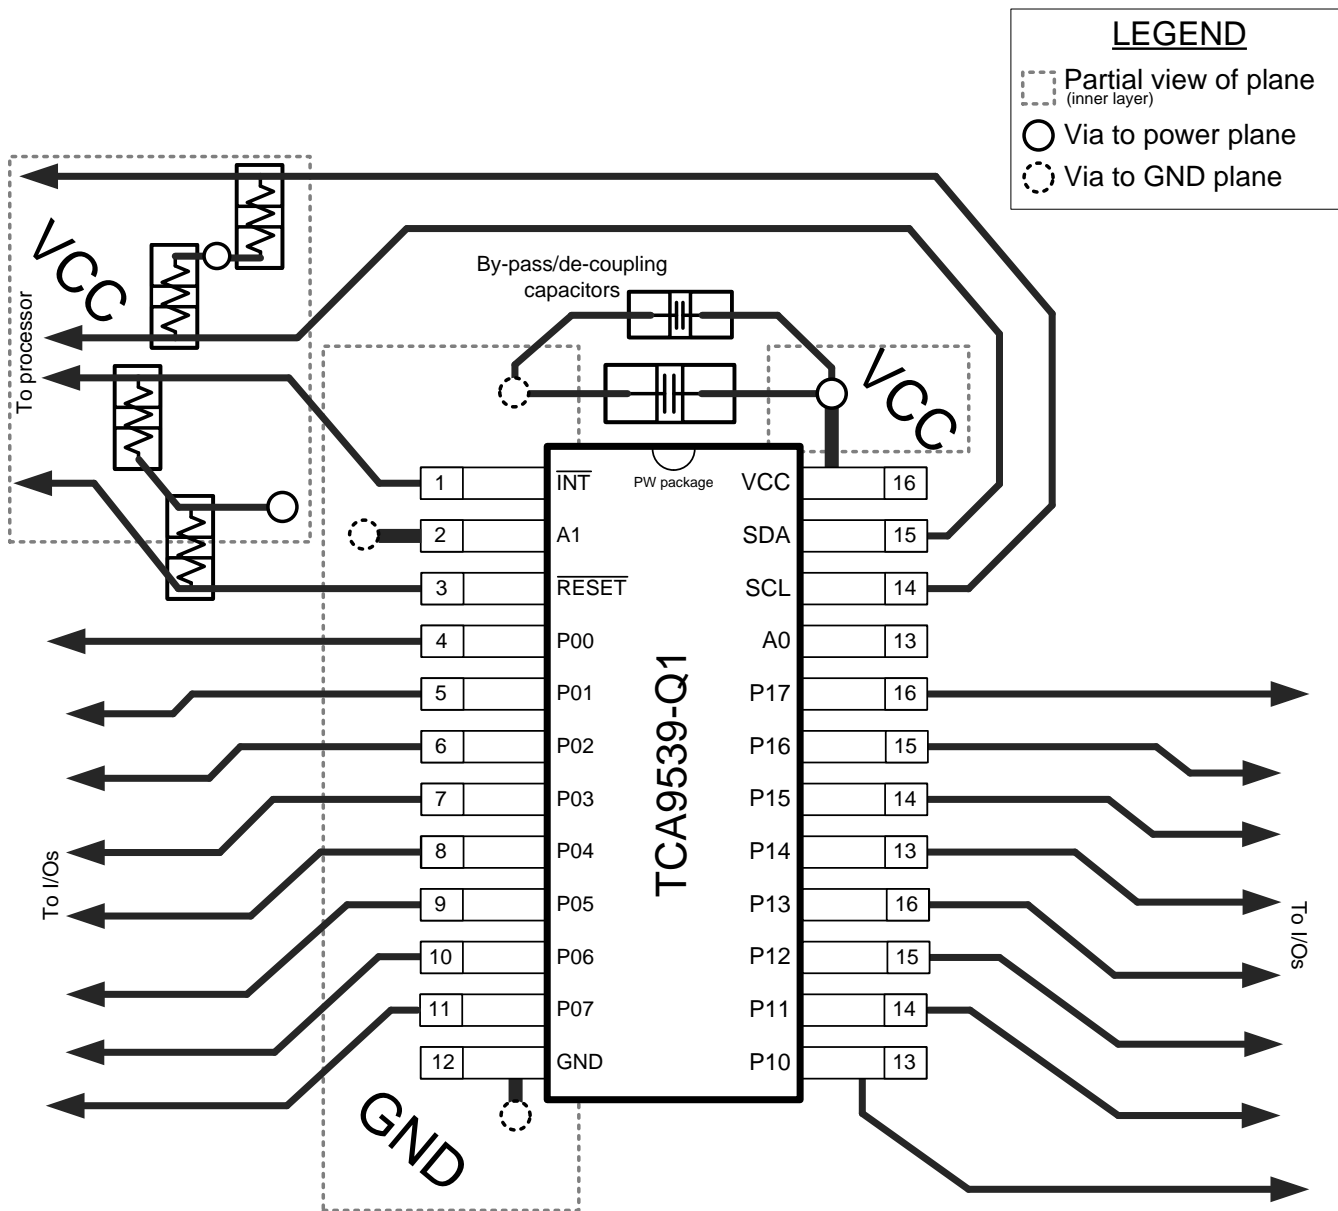 LEGEND
Partial view of plane
(inner layer)
Via to power plane
Via to GND plane
VCC
To processor
By-pass/de-coupling
capacitors
VCC
PW package
TCA9539-Q1
1 INT
2 A1
3 RESET
4 P00
5 P01
6 P02
7 P03
8 P04
9 P05
10 P06
11 P07
12 GND
VCC 16
SDA 15
SCL 14
A0 13
P17 16
P16 15
P15 14
P14 13
P13 16
P12 15
P11 14
P10 13
To I/Os
To I/Os
GND